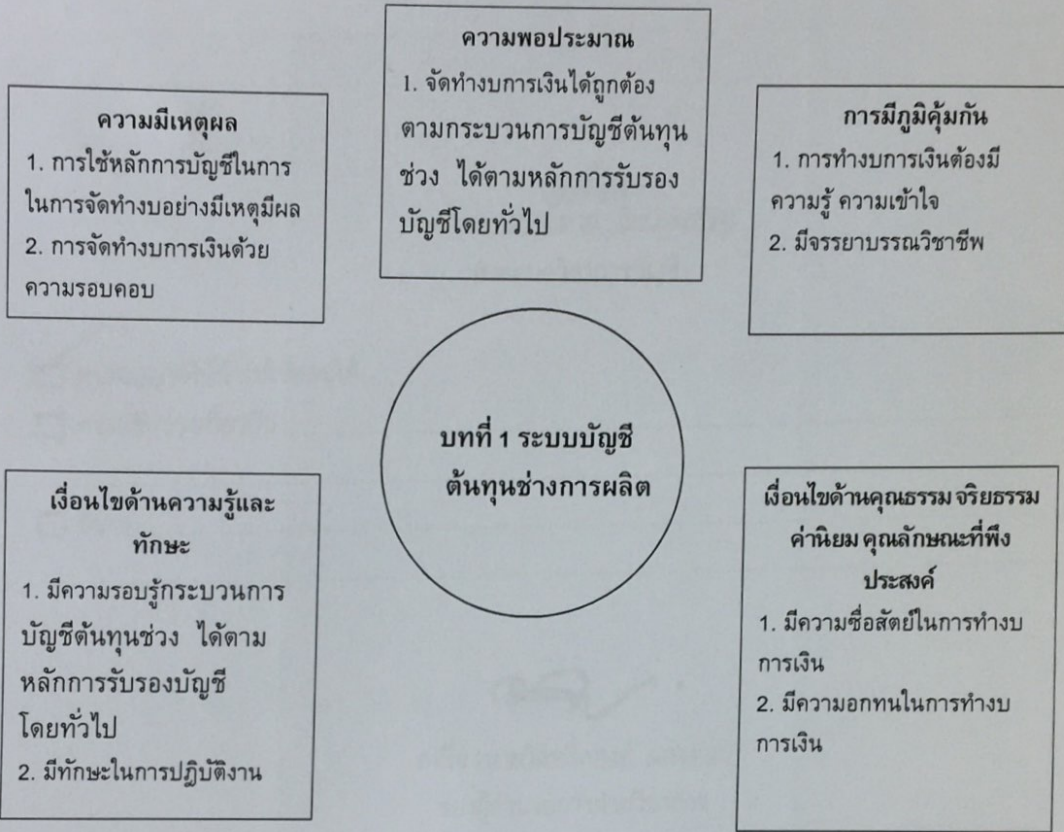 ความพอประมาณ
1. จัดทำงบการเงินได้ถูกต้อง
ตามกระบวนการบัญชีต้นทุน
ช่วง ได้ตามหลักการรับรอง
บัญชีโดยทั่วไป
ความมีเหตุผล
1. การใช้หลักการบัญชีในการ
ในการจัดทำงบอย่างมีเหตุมีผล
2. การจัดทำงบการเงินด้วย
ความรอบคอบ
การมีภูมิคุ้มกัน
1. การทำงบการเงินต้องมี
ความรู้ ความเข้าใจ
2. มีจรรยาบรรณวิชาชีพ
บทที่ 1 ระบบบัญชี
ต้นทุนช่างการผลิต
เงื่อนไขด้านความรู้และ
ทักษะ
1. มีความรอบรู้กระบวนการ
บัญชีต้นทุนช่วง ได้ตาม
หลักการรับรองบัญชี
โดยทั่วไป
2. มีทักษะในการปฏิบัติงาน
เงื่อนไขด้านคุณธรรม จริยธรรม
ค่านิยม คุณลักษณะที่พึง
ประสงค์
1. มีความซื่อสัตย์ในการทำงบ
การเงิน
2. มีความอกทนในการทำงบ
การเงิน